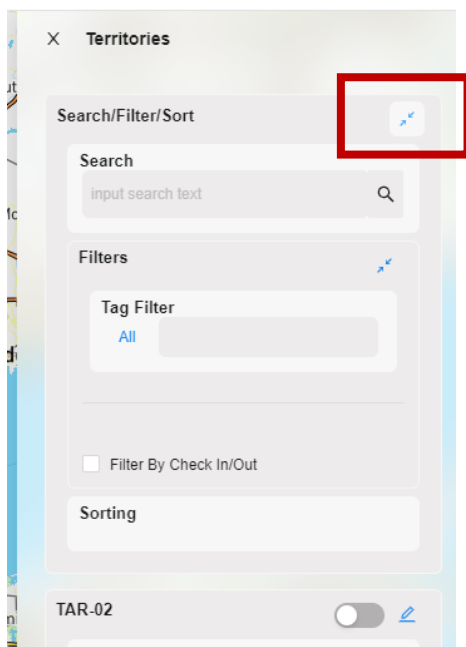 X Territories
Search/Filter/Sort
Search
input search text
Filters
Tag Filter
All
Filter By Check In/Out
Sorting
TAR-02